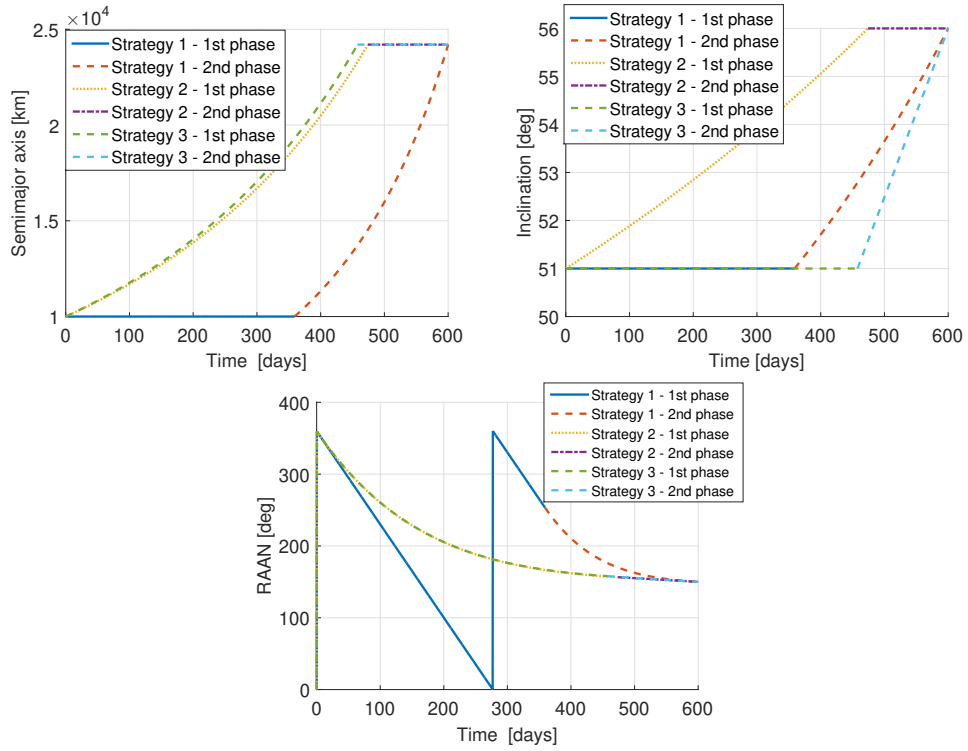 ×10⁴
2.5
2
1.5
1
0 100 200 300 400 500 600
Semimajor axis [km]
Time [days]
Strategy 1 - 1st phase
Strategy 1 - 2nd phase
Strategy 2 - 1st phase
Strategy 2 - 2nd phase
Strategy 3 - 1st phase
Strategy 3 - 2nd phase
56
55
54
53
52
51
50
0 100 200 300 400 500 600
Inclination [deg]
Time [days]
Strategy 1 - 1st phase
Strategy 1 - 2nd phase
Strategy 2 - 1st phase
Strategy 2 - 2nd phase
Strategy 3 - 1st phase
Strategy 3 - 2nd phase
400
300
200
100
0
0 100 200 300 400 500 600
RAAN [deg]
Time [days]
Strategy 1 - 1st phase
Strategy 1 - 2nd phase
Strategy 2 - 1st phase
Strategy 2 - 2nd phase
Strategy 3 - 1st phase
Strategy 3 - 2nd phase